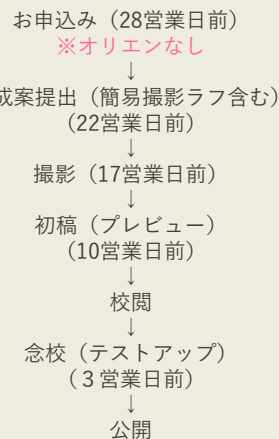 お申込み（28営業日前）
※オリエンなし
↓
成案提出（簡易撮影ラフ含む）
（22営業日前）
↓
撮影（17営業日前）
↓
初稿（プレビュー）
（10営業日前）
↓
校閲
↓
念校（テストアップ）
（３営業日前）
↓
公開